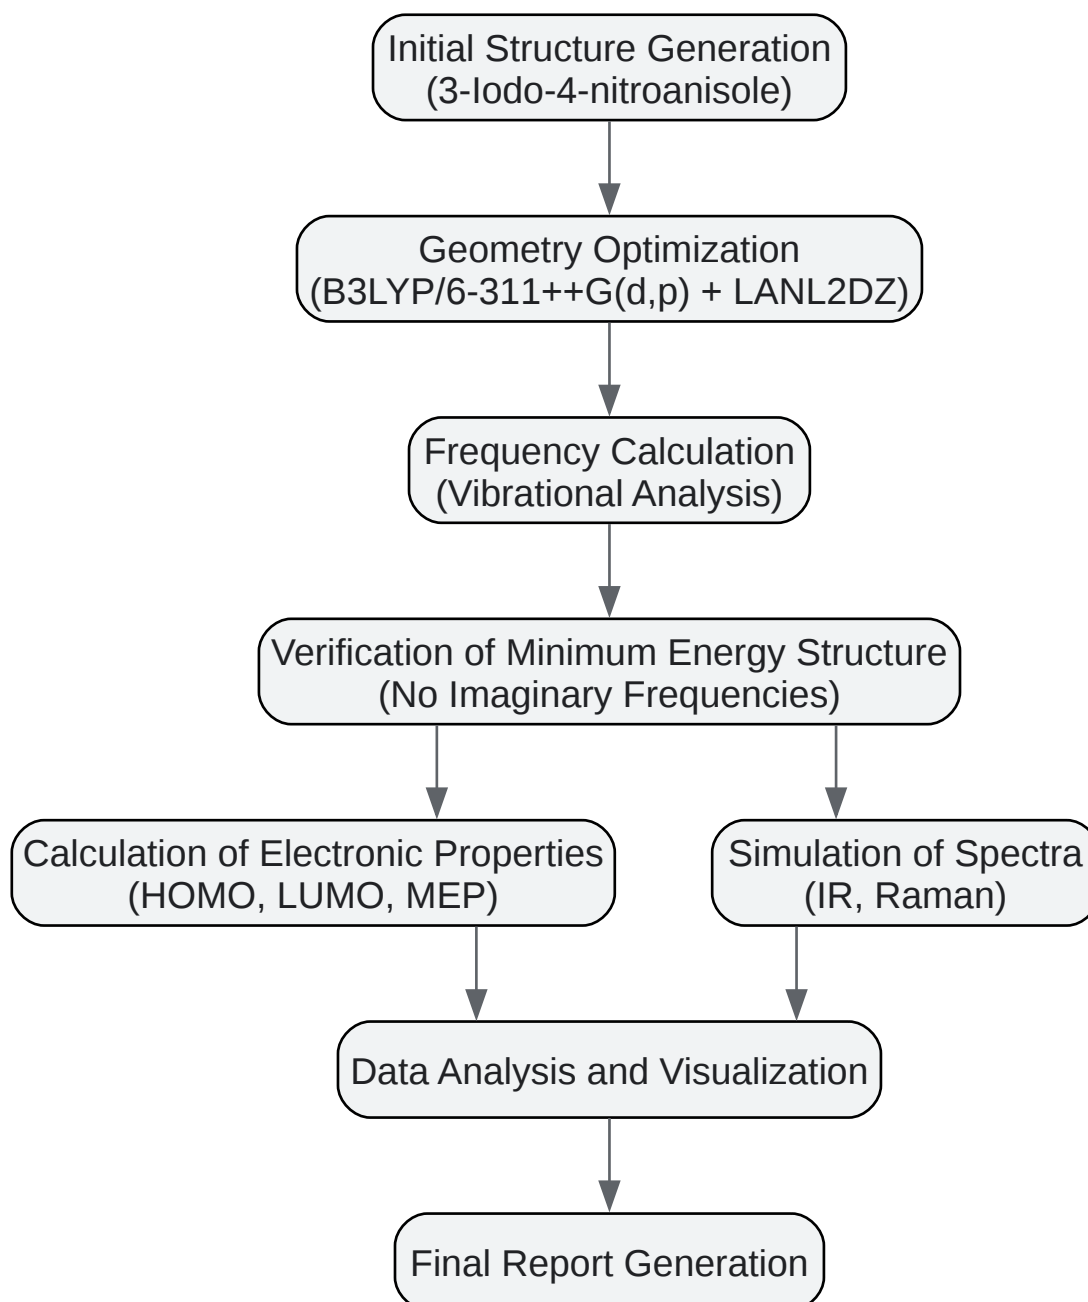 Initial Structure Generation
(3-Iodo-4-nitroanisole)
Geometry Optimization
(B3LYP/6-311++G(d,p) + LANL2DZ)
Frequency Calculation
(Vibrational Analysis)
Verification of Minimum Energy Structure
(No Imaginary Frequencies)
Calculation of Electronic Properties
(HOMO, LUMO, MEP)
Simulation of Spectra
(IR, Raman)
Data Analysis and Visualization
Final Report Generation